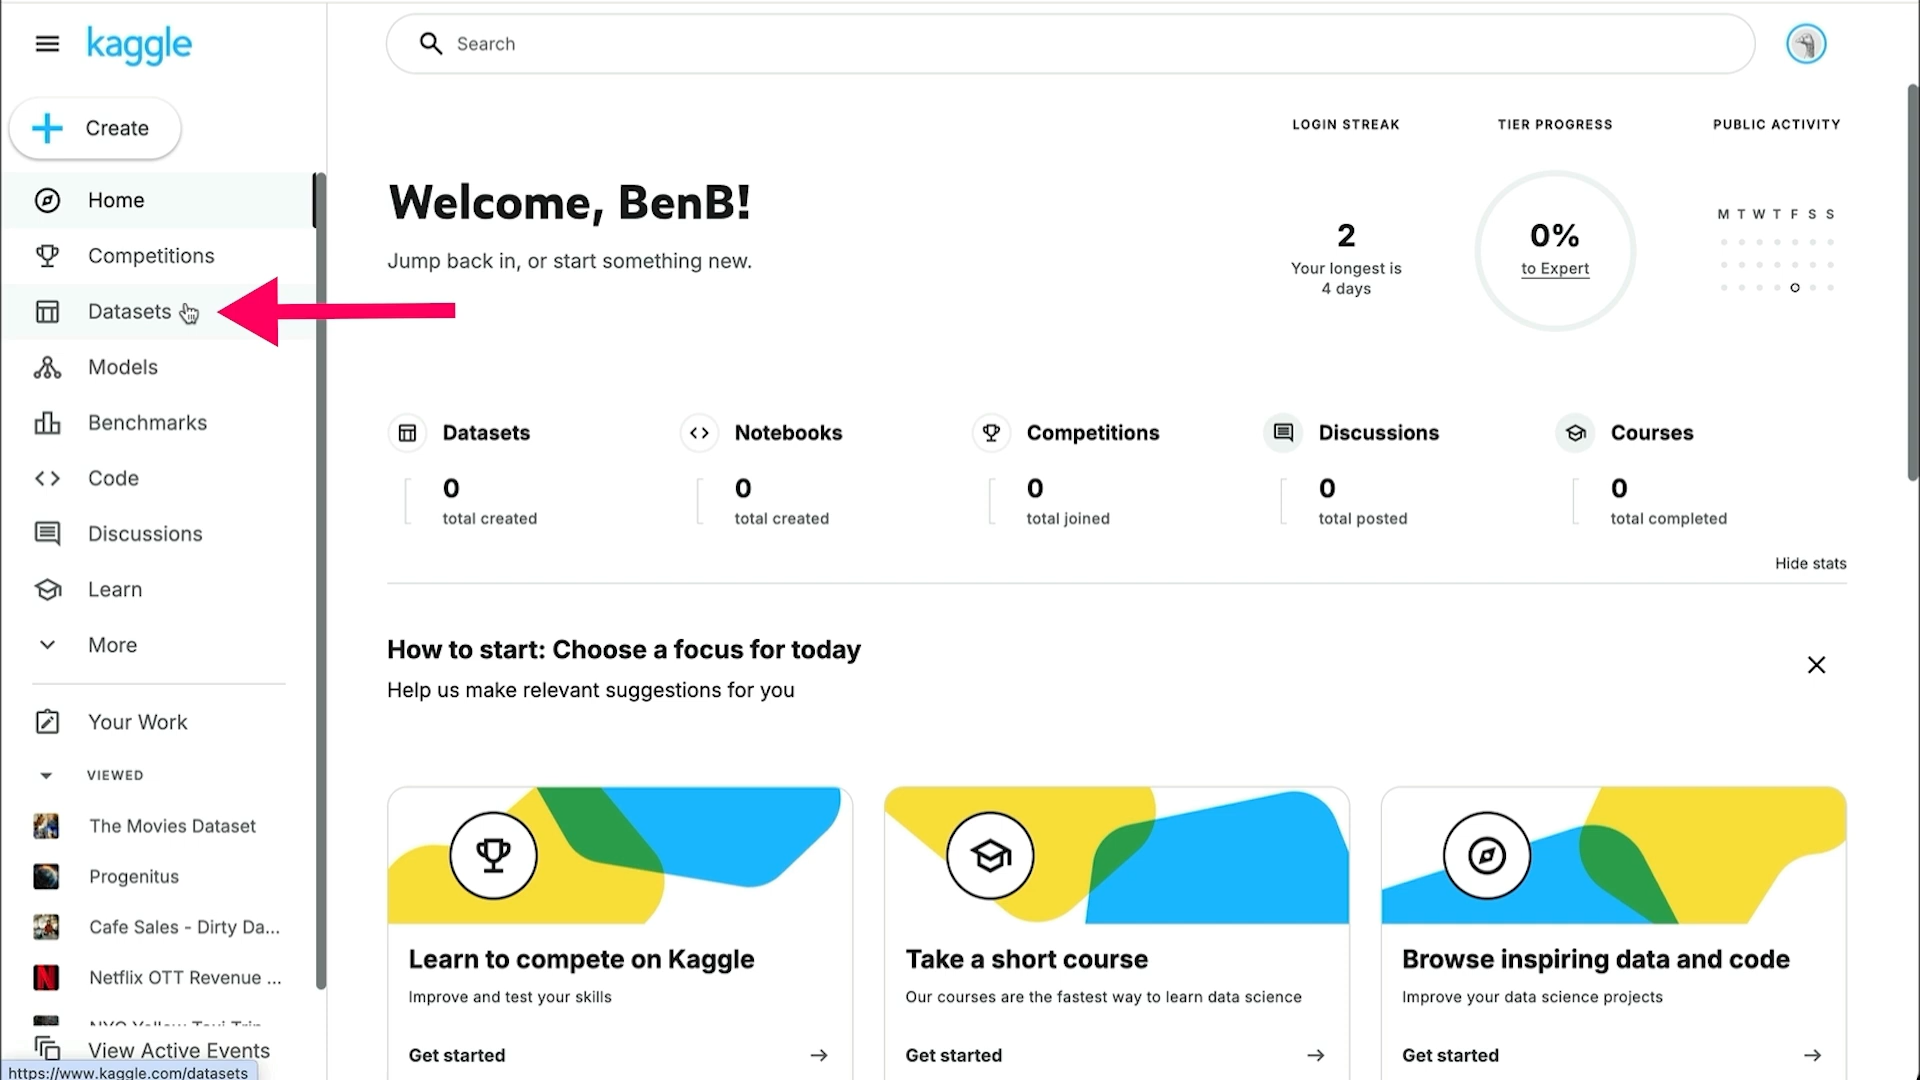 kaggle
Search
Create
Home
Competitions
Datasets
Models
Benchmarks
Code
Discussions
Learn
More
Your Work
VIEWED
The Movies Dataset
Progenitus
Cafe Sales - Dirty Da...
Netflix OTT Revenue ...
NYC Yellow Taxi Trip
View Active Events
https://www.kaggle.com/datasets
LOGIN STREAK
TIER PROGRESS
PUBLIC ACTIVITY
Welcome, BenB!
Jump back in, or start something new.
2
Your longest is
4 days
0%
to Expert
M T W T F S S
Datasets
0
total created
Notebooks
0
total created
Competitions
0
total joined
Discussions
0
total posted
Courses
0
total completed
Hide stats
How to start: Choose a focus for today
Help us make relevant suggestions for you
Learn to compete on Kaggle
Improve and test your skills
Get started
Take a short course
Our courses are the fastest way to learn data science
Get started
Browse inspiring data and code
Improve your data science projects
Get started